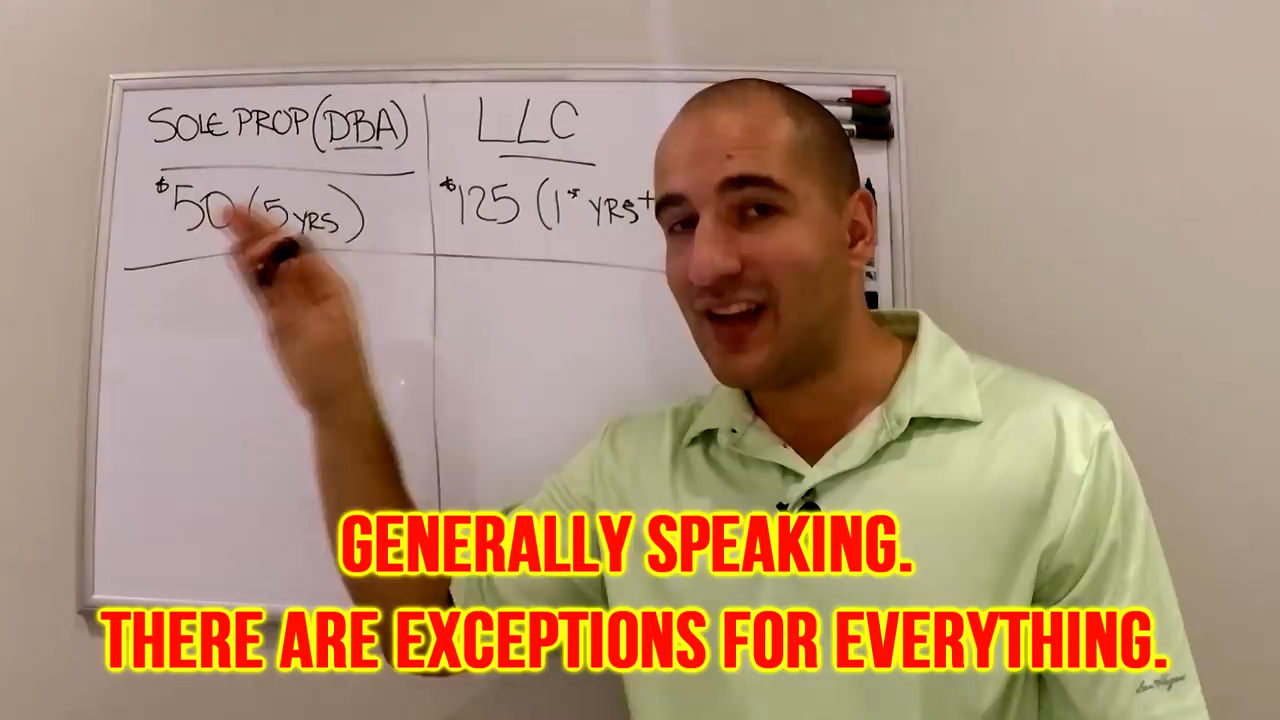 SOLE PROP (DBA)
LLC
$50 (5 YRS)
$125 (1st YRS+
GENERALLY SPEAKING.
THERE ARE EXCEPTIONS FOR EVERYTHING.